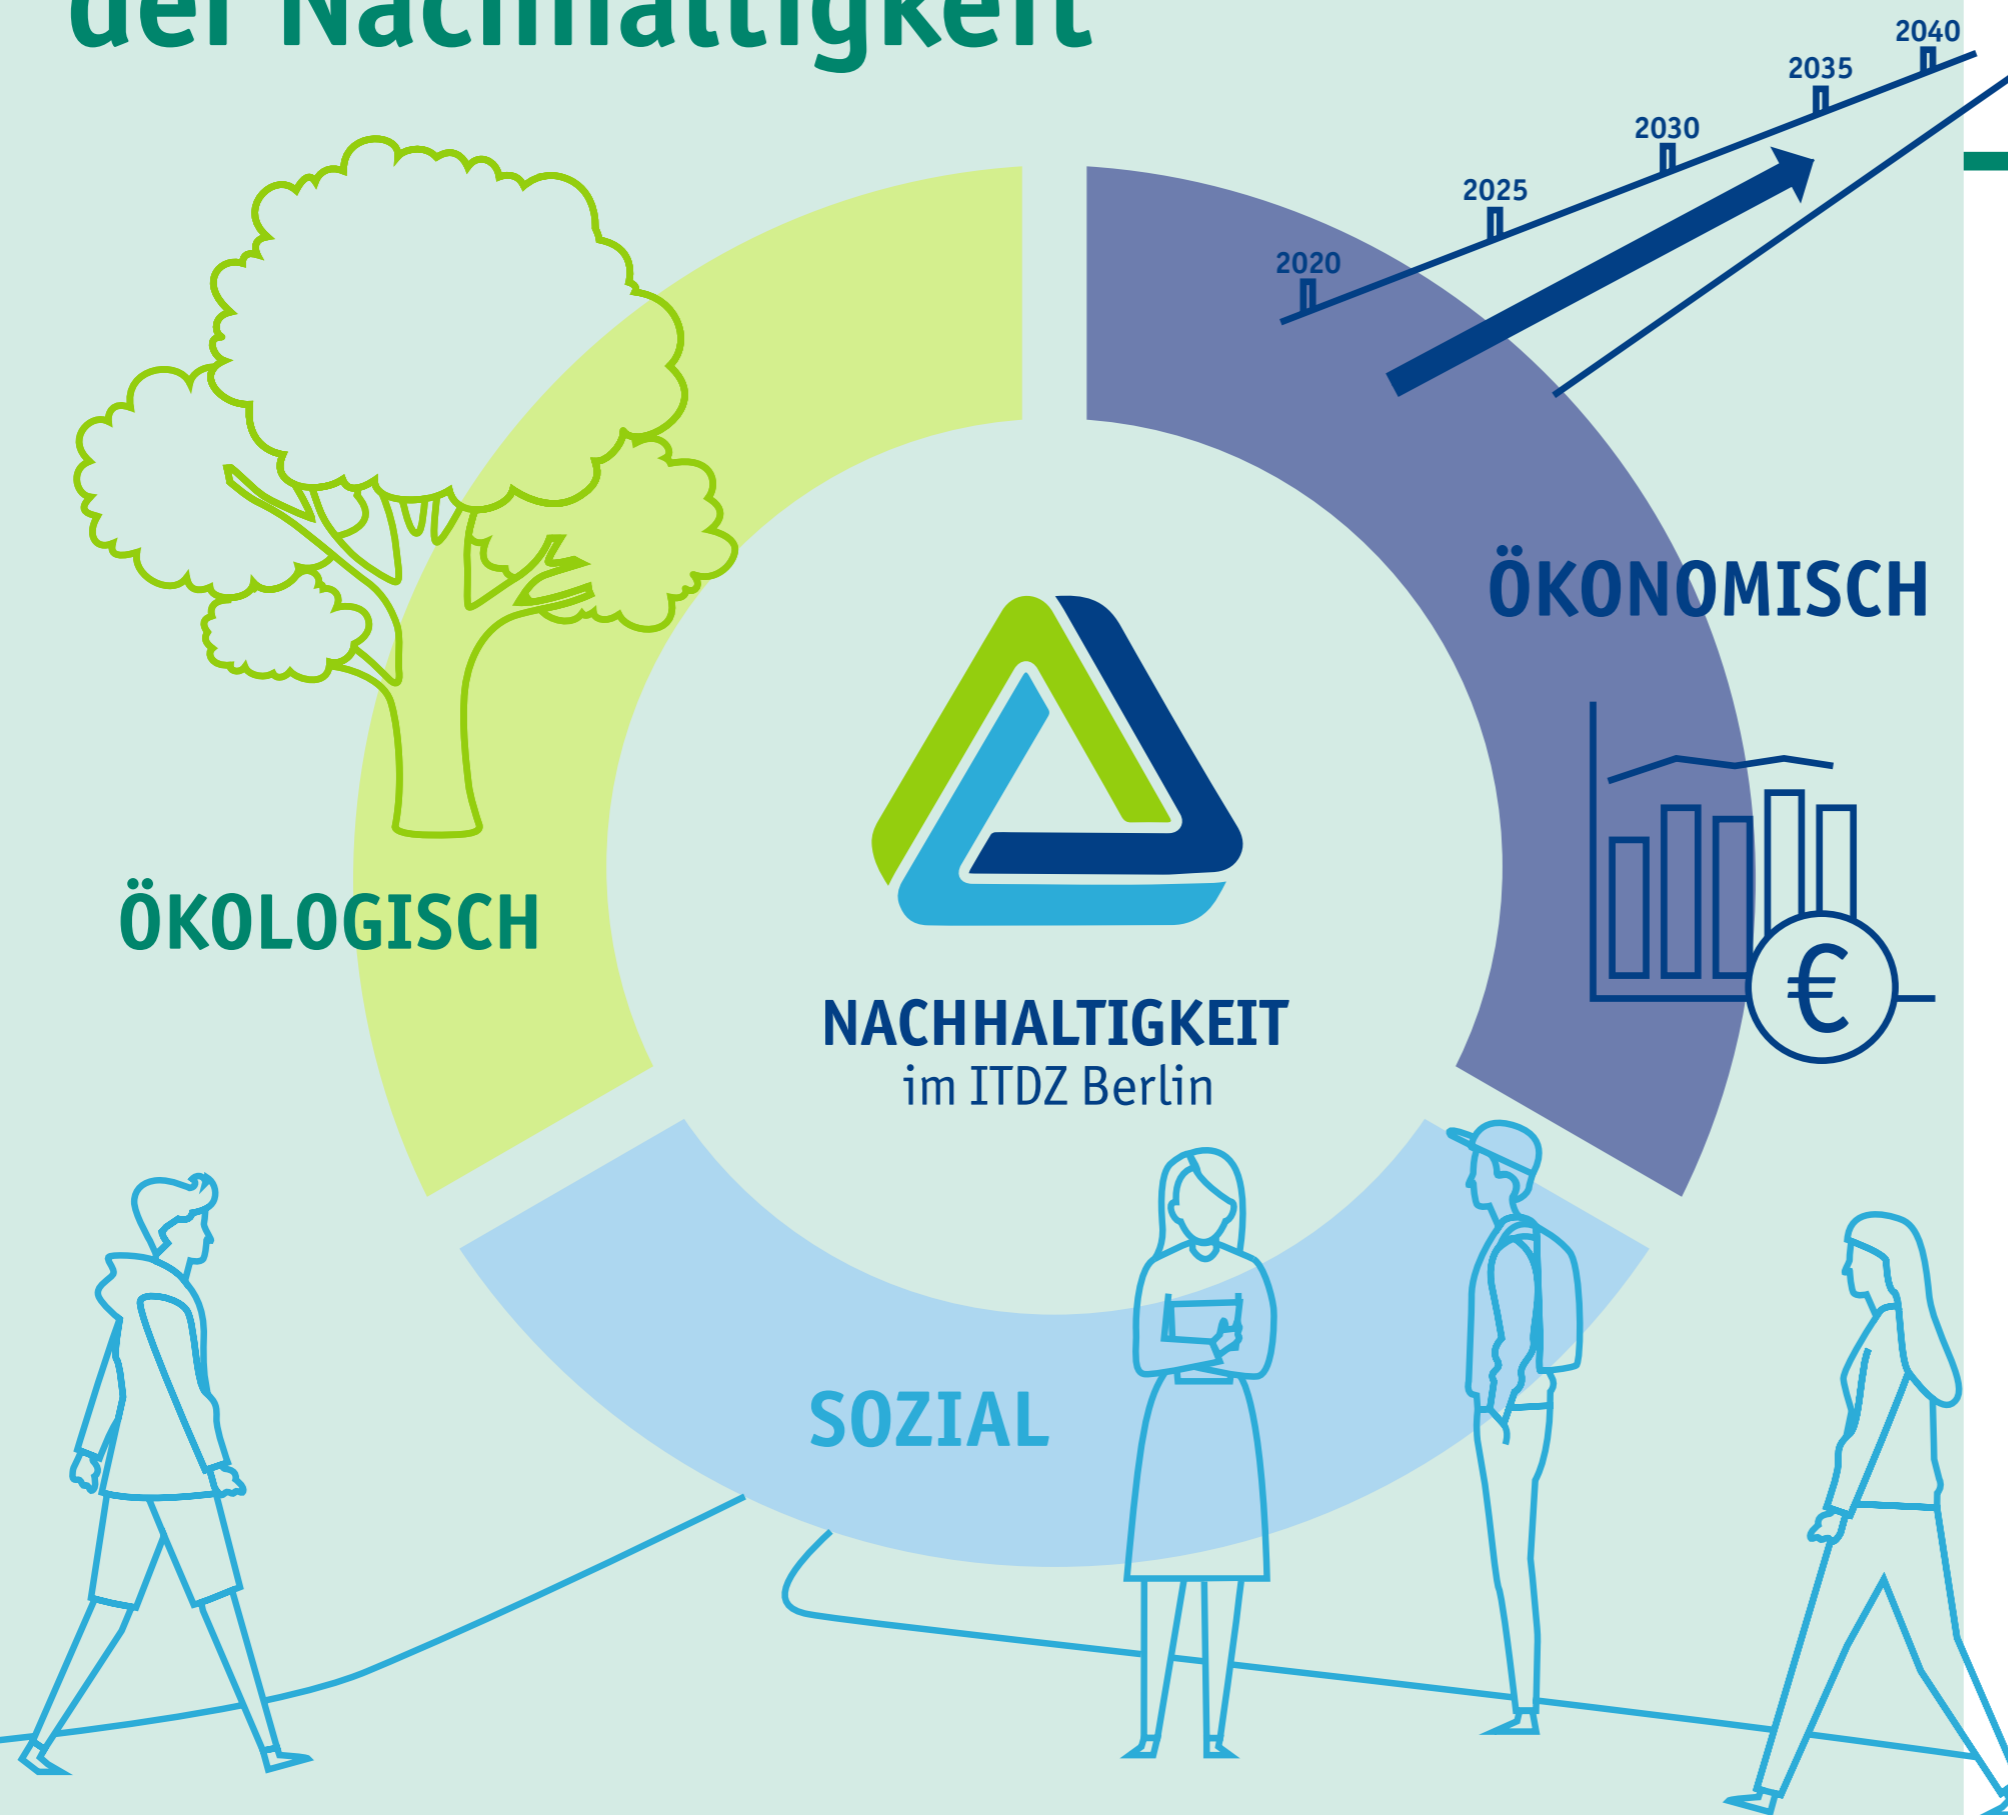 der Nachhaltigkeit
2040
2035
2030
2025
2020
ÖKONOMISCH
ÖKOLOGISCH
€
NACHHALTIGKEIT
im ITDZ Berlin
SOZIAL